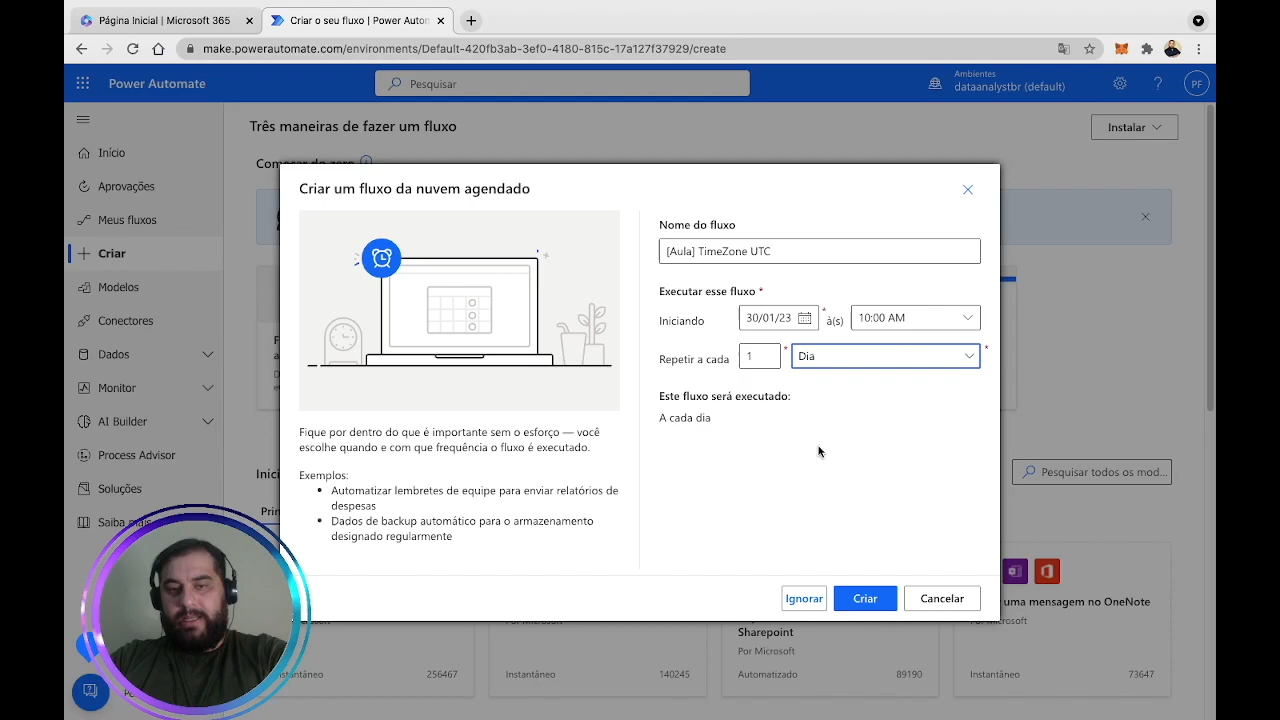 Página Inicial | Microsoft 365
Criar o seu fluxo | Power Autom
make.powerautomate.com/environments/Default-420fb3ab-3ef0-4180-815c-17a127f37929/create
Power Automate
Pesquisar
Ambientes
dataanalystbr (default)
PF
Três maneiras de fazer um fluxo
Instalar
Início
Aprovações
Meus fluxos
Criar
Modelos
Conectores
Dados
Monitor
AI Builder
Process Advisor
Soluções
Saiba mais
Começar do zero
Criar um fluxo da nuvem agendado
Fique por dentro do que é importante sem o esforço — você
escolhe quando e com que frequência o fluxo é executado.
Exemplos:
• Automatizar lembretes de equipe para enviar relatórios de
despesas
• Dados de backup automático para o armazenamento
designado regularmente
Nome do fluxo
[Aula] TimeZone UTC
Executar esse fluxo *
Iniciando 30/01/23 * à(s) 10:00 AM
Repetir a cada 1 * Dia *
Este fluxo será executado:
A cada dia
Ignorar
Criar
Cancelar
Pesquisar todos os mod...
uma mensagem no OneNote
Sharepoint
Por Microsoft
Instantâneo 256467
Instantâneo 140245
Automatizado 89190
Instantâneo 73647